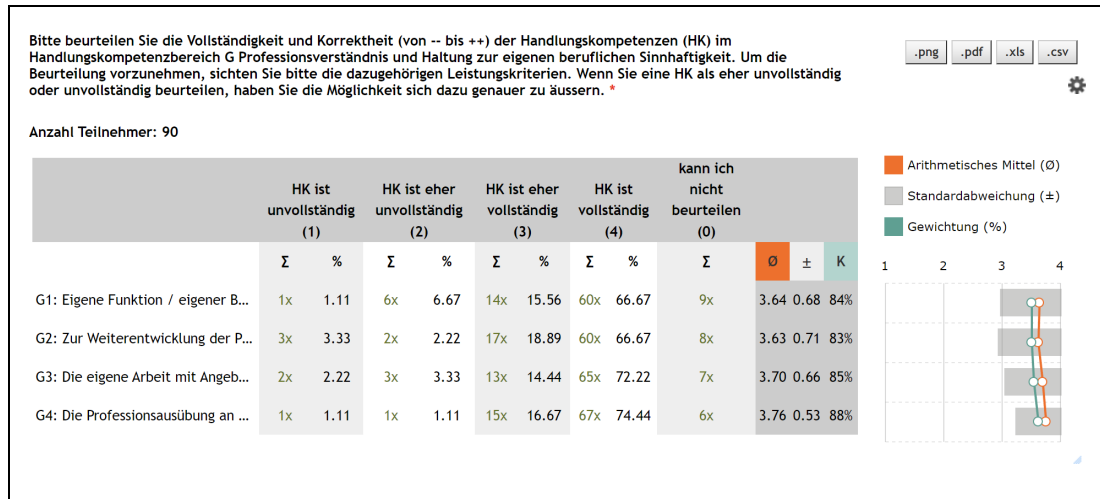 Bitte beurteilen Sie die Vollständigkeit und Korrektheit (von -- bis ++) der Handlungskompetenzen (HK) im
Handlungskompetenzbereich G Professionsverständnis und Haltung zur eigenen beruflichen Sinnhaftigkeit. Um die
Beurteilung vorzunehmen, sichten Sie bitte die dazugehörigen Leistungskriterien. Wenn Sie eine HK als eher unvollständig
oder unvollständig beurteilen, haben Sie die Möglichkeit sich dazu genauer zu äussern. *
.png .pdf .xls .csv
Anzahl Teilnehmer: 90
HK ist unvollständig (1) HK ist eher unvollständig (2) HK ist eher vollständig (3) HK ist vollständig (4) kann ich nicht beurteilen (0)
Σ % Σ % Σ % Σ % Σ Ø ± K
G1: Eigene Funktion / eigener B... 1x 1.11 6x 6.67 14x 15.56 60x 66.67 9x 3.64 0.68 84%
G2: Zur Weiterentwicklung der P... 3x 3.33 2x 2.22 17x 18.89 60x 66.67 8x 3.63 0.71 83%
G3: Die eigene Arbeit mit Angeb... 2x 2.22 3x 3.33 13x 14.44 65x 72.22 7x 3.70 0.66 85%
G4: Die Professionsausübung an ... 1x 1.11 1x 1.11 15x 16.67 67x 74.44 6x 3.76 0.53 88%
Arithmetisches Mittel (Ø)
Standardabweichung (±)
Gewichtung (%)
1 2 3 4